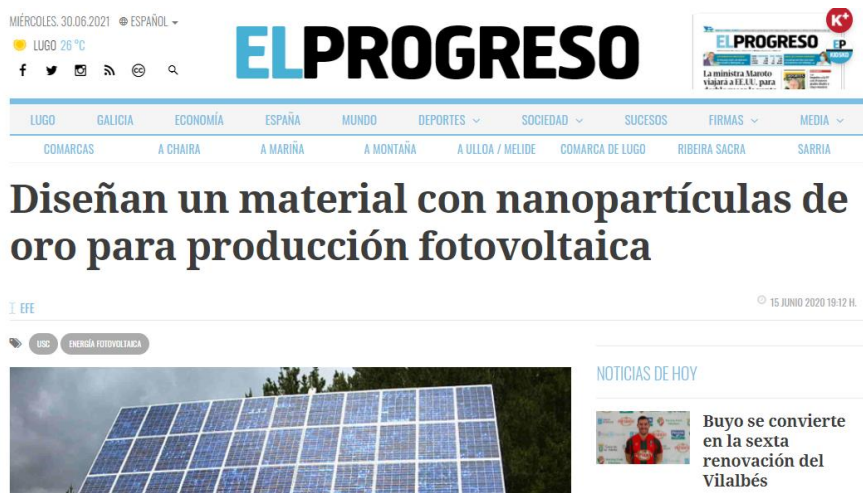 MIÉRCOLES. 30.06.2021 ESPAÑOL
LUGO 26 °C
ELPROGRESO
K+
ELPROGRESO
EP
KIOSKO
La ministra Maroto
viajará a EE.UU. para
LUGO GALICIA ECONOMÍA ESPAÑA MUNDO DEPORTES SOCIEDAD SUCESOS FIRMAS MEDIA
COMARCAS A CHAIRA A MARIÑA A MONTAÑA A ULLOA / MELIDE COMARCA DE LUGO RIBEIRA SACRA SARRIA
Diseñan un material con nanopartículas de
oro para producción fotovoltaica
EFE
15 JUNIO 2020 19:12 H.
USC ENERGÍA FOTOVOLTAICA
NOTICIAS DE HOY
Buyo se convierte
en la sexta
renovación del
Vilalbés